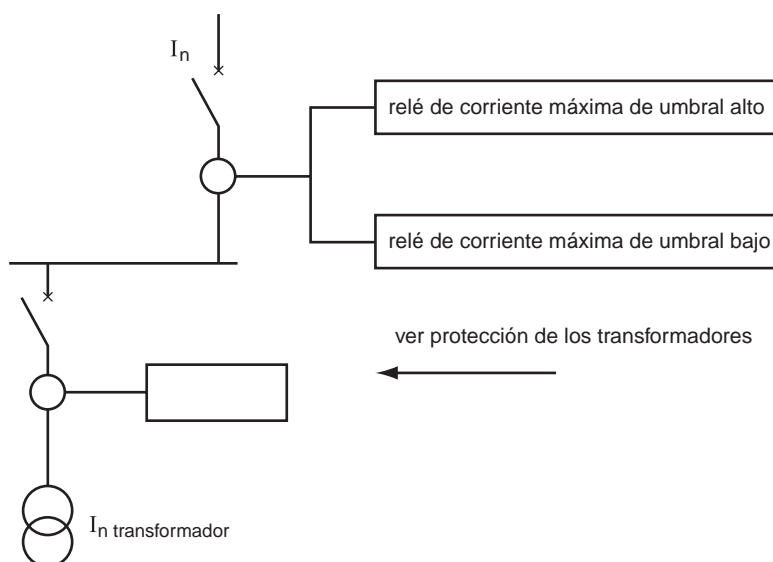 In
relé de corriente máxima de umbral alto
relé de corriente máxima de umbral bajo
ver protección de los transformadores
In transformador